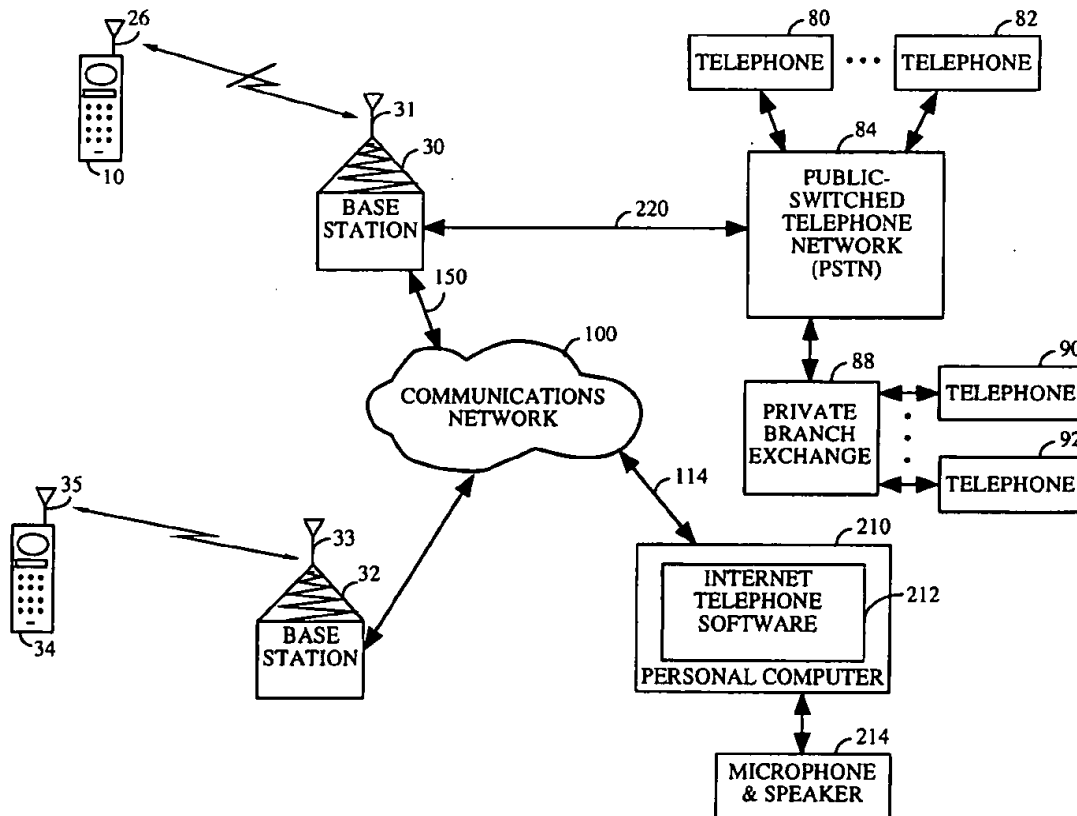 26
80
82
TELEPHONE
TELEPHONE
31
30
10
84
BASE
STATION
220
PUBLIC-
SWITCHED
TELEPHONE
NETWORK
(PSTN)
150
100
COMMUNICATIONS
NETWORK
88
PRIVATE
BRANCH
EXCHANGE
90
TELEPHONE
92
TELEPHONE
114
35
33
32
34
BASE
STATION
210
INTERNET
TELEPHONE
SOFTWARE
212
PERSONAL COMPUTER
214
MICROPHONE
& SPEAKER